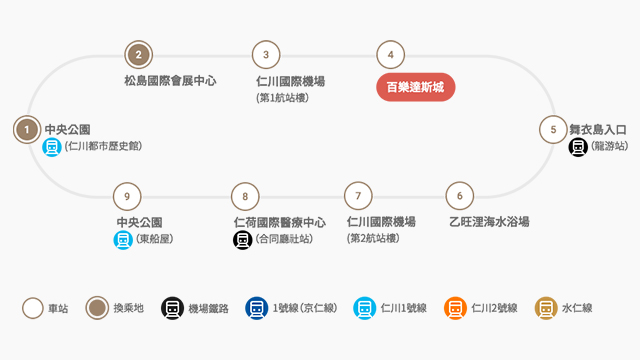 2
3
4
松島國際會展中心
仁川國際機場
(第1航站樓)
百樂達斯城
1
中央公園
(仁川都市歷史館)
5
舞衣島入口
(龍游站)
9
8
7
6
中央公園
(東船屋)
仁荷國際醫療中心
(合同廳社站)
仁川國際機場
(第2航站樓)
乙旺浬海水浴場
車站
換乘地
機場鐵路
1號線(京仁線)
仁川1號線
仁川2號線
水仁線